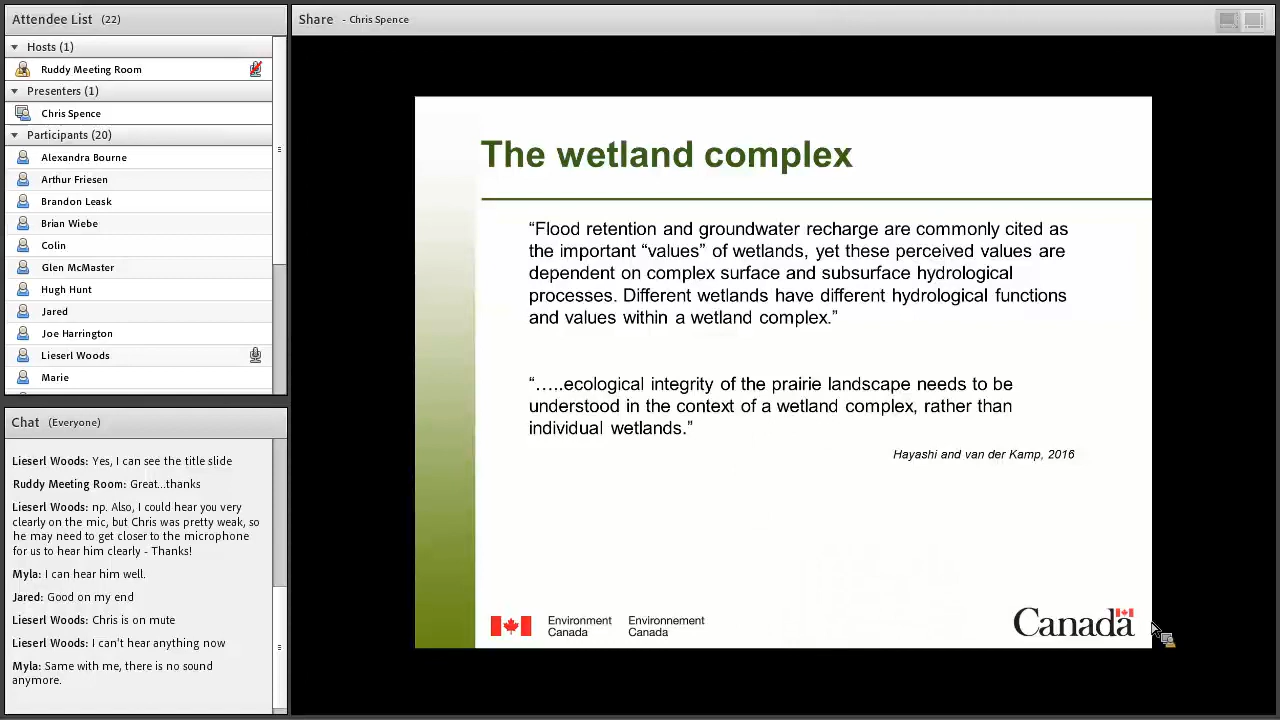 Attendee List (22)
Hosts (1)
Ruddy Meeting Room
Presenters (1)
Chris Spence
Participants (20)
Alexandra Bourne
Arthur Friesen
Brandon Leask
Brian Wiebe
Colin
Glen McMaster
Hugh Hunt
Jared
Joe Harrington
Lieserl Woods
Marie
Chat (Everyone)
Lieserl Woods: Yes, I can see the title slide
Ruddy Meeting Room: Great...thanks
Lieserl Woods: np. Also, I could hear you very
clearly on the mic, but Chris was pretty weak, so
he may need to get closer to the microphone
for us to hear him clearly - Thanks!
Myla: I can hear him well.
Jared: Good on my end
Lieserl Woods: Chris is on mute
Lieserl Woods: I can't hear anything now
Myla: Same with me, there is no sound
anymore.
Share - Chris Spence
The wetland complex
“Flood retention and groundwater recharge are commonly cited as
the important “values” of wetlands, yet these perceived values are
dependent on complex surface and subsurface hydrological
processes. Different wetlands have different hydrological functions
and values within a wetland complex.”
“…..ecological integrity of the prairie landscape needs to be
understood in the context of a wetland complex, rather than
individual wetlands.”
Hayashi and van der Kamp, 2016
Environment
Canada
Environnement
Canada
Canada